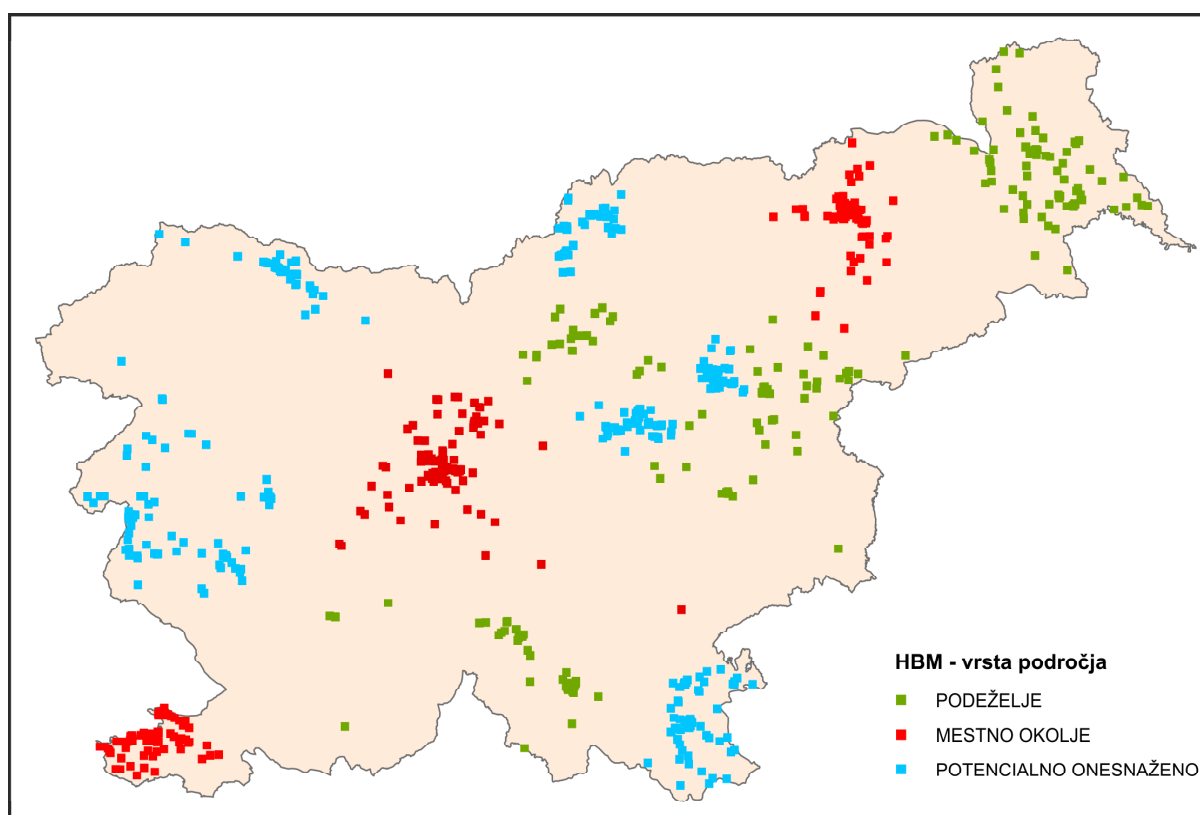 HBM - vrsta področja
PODEŽELJE
MESTNO OKOLJE
POTENCIALNO ONESNAŽENO